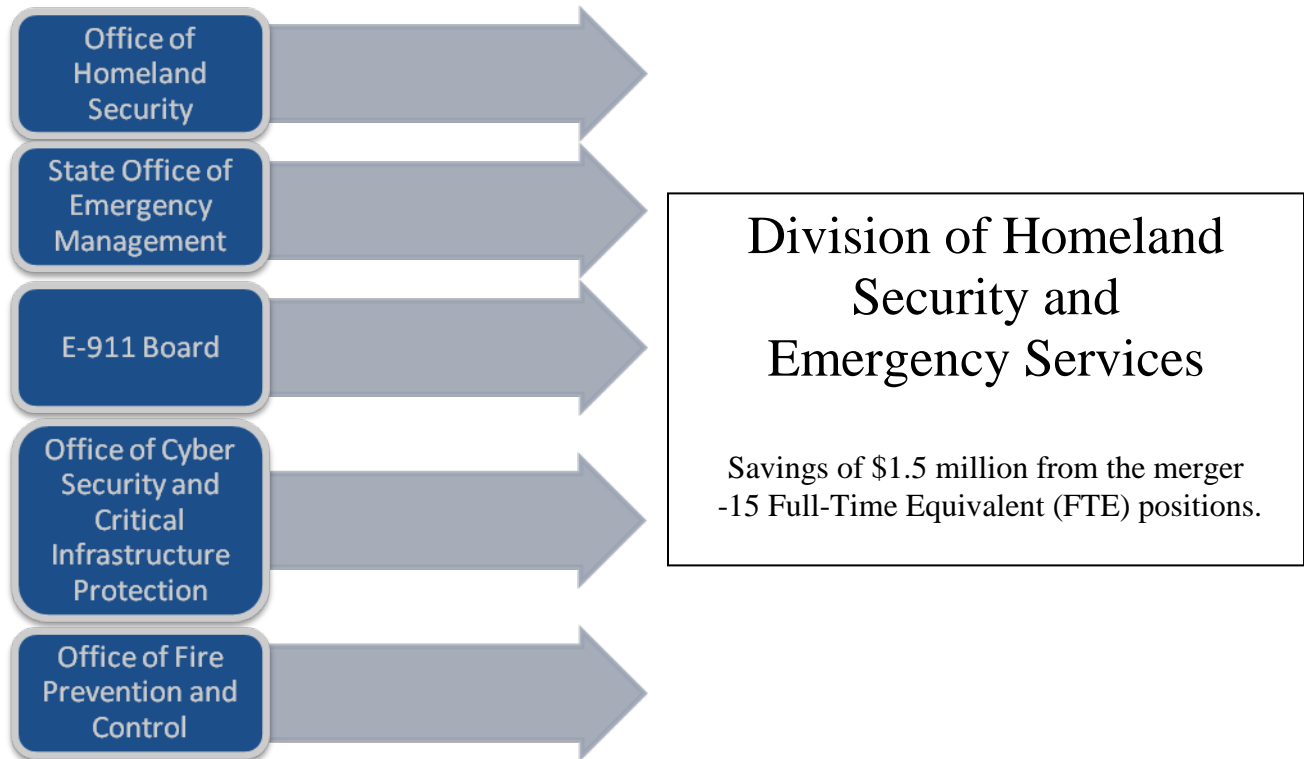 Office of
Homeland
Security
State Office of
Emergency
Management
E-911 Board
Office of Cyber
Security and
Critical
Infrastructure
Protection
Office of Fire
Prevention and
Control
Division of Homeland
Security and
Emergency Services
Savings of $1.5 million from the merger
-15 Full-Time Equivalent (FTE) positions.